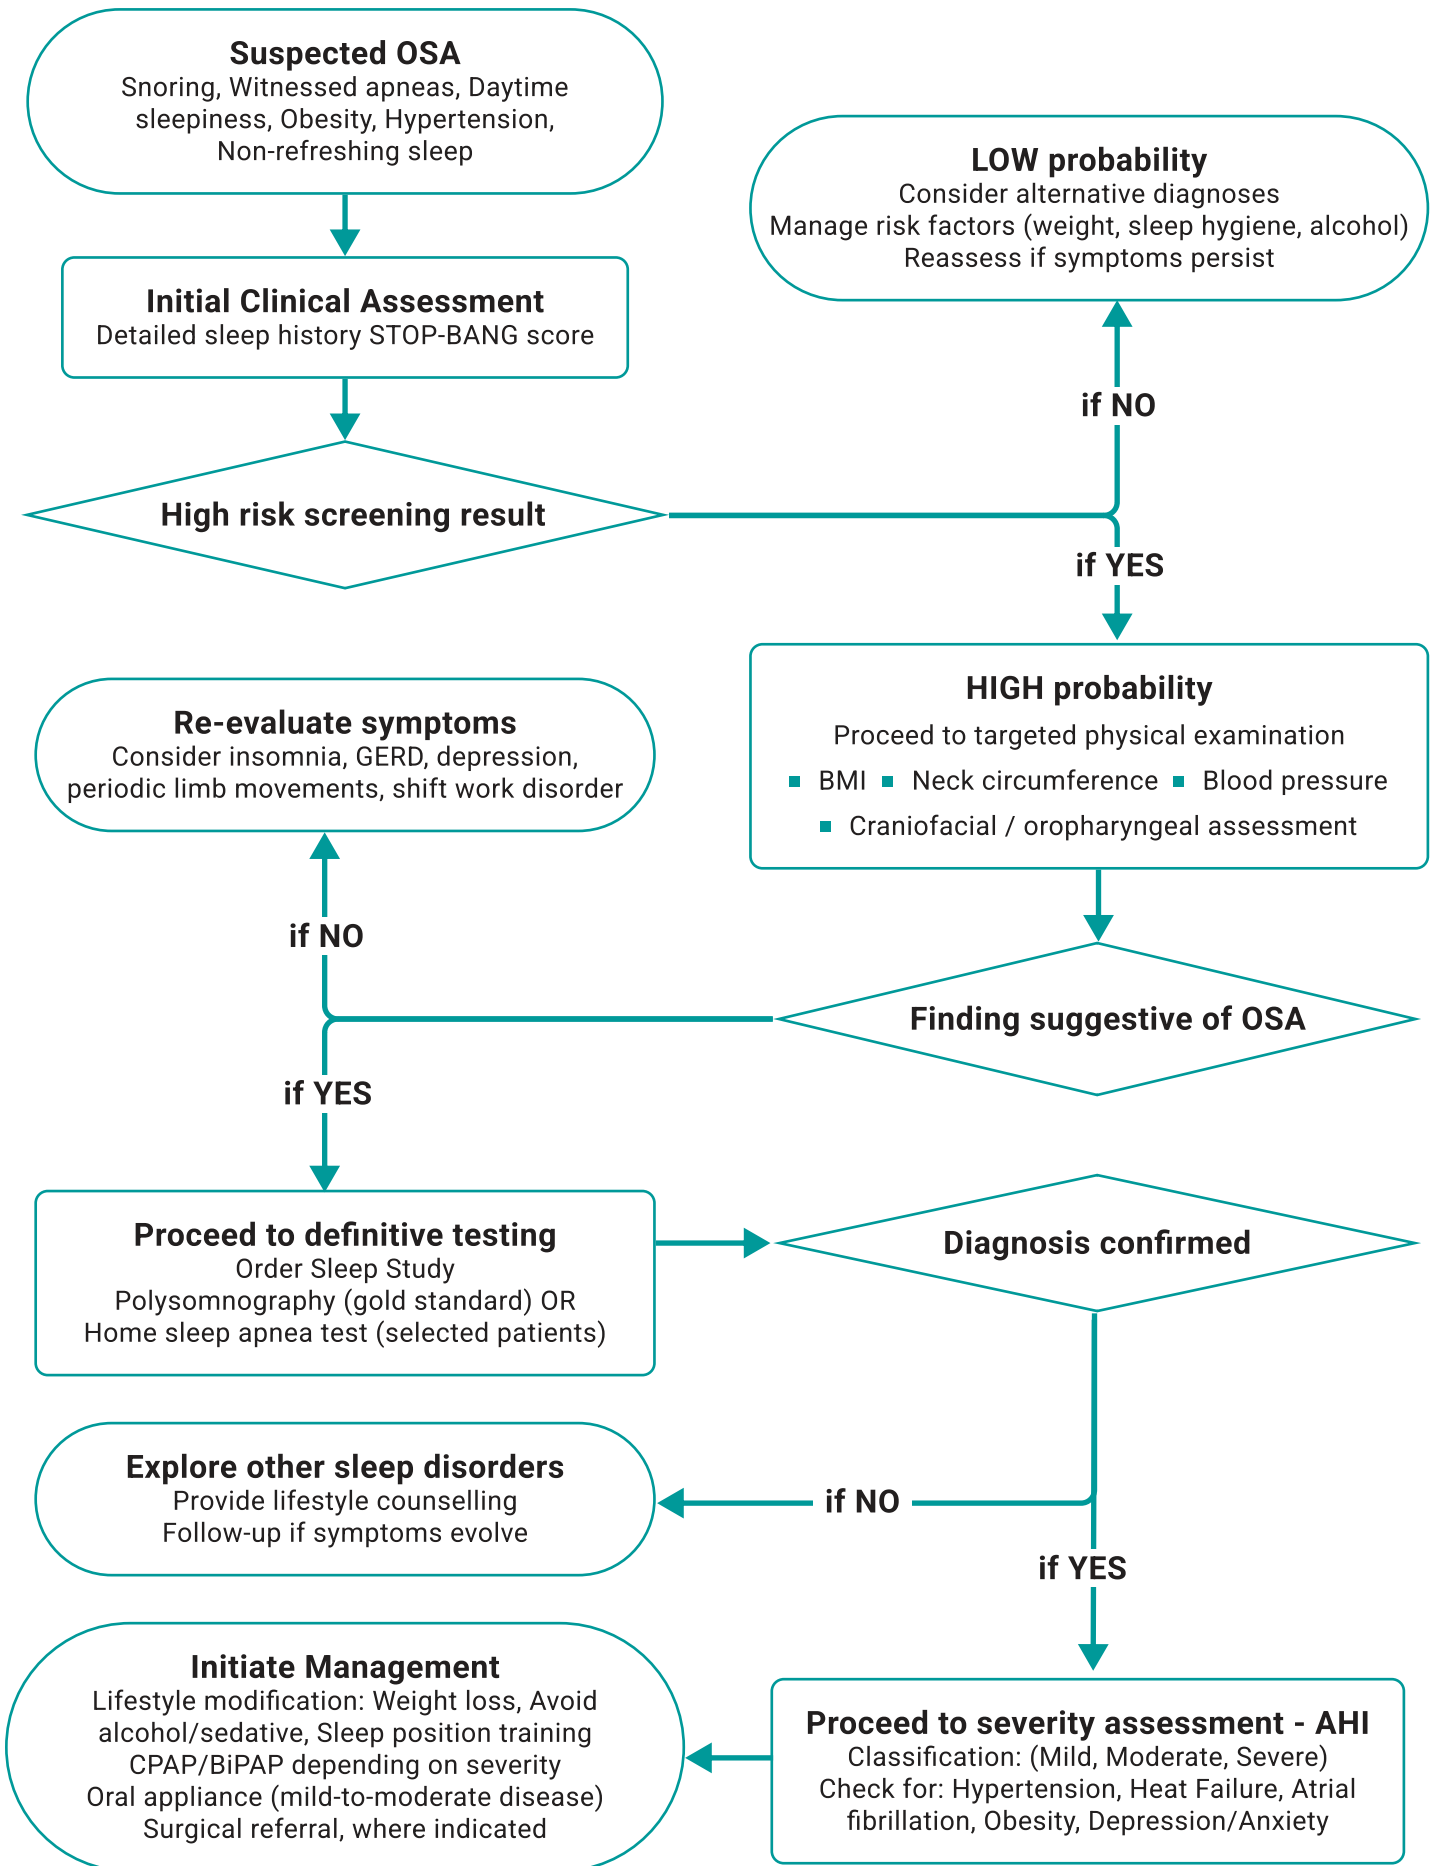 Suspected OSA
Snoring, Witnessed apneas, Daytime
sleepiness, Obesity, Hypertension,
Non-refreshing sleep
Initial Clinical Assessment
Detailed sleep history STOP-BANG score
High risk screening result
if NO
LOW probability
Consider alternative diagnoses
Manage risk factors (weight, sleep hygiene, alcohol)
Reassess if symptoms persist
if YES
HIGH probability
Proceed to targeted physical examination
BMI Neck circumference Blood pressure
Craniofacial / oropharyngeal assessment
Finding suggestive of OSA
if NO
Re-evaluate symptoms
Consider insomnia, GERD, depression,
periodic limb movements, shift work disorder
if YES
Proceed to definitive testing
Order Sleep Study
Polysomnography (gold standard) OR
Home sleep apnea test (selected patients)
Diagnosis confirmed
if NO
Explore other sleep disorders
Provide lifestyle counselling
Follow-up if symptoms evolve
if YES
Proceed to severity assessment - AHI
Classification: (Mild, Moderate, Severe)
Check for: Hypertension, Heat Failure, Atrial
fibrillation, Obesity, Depression/Anxiety
Initiate Management
Lifestyle modification: Weight loss, Avoid
alcohol/sedative, Sleep position training
CPAP/BiPAP depending on severity
Oral appliance (mild-to-moderate disease)
Surgical referral, where indicated